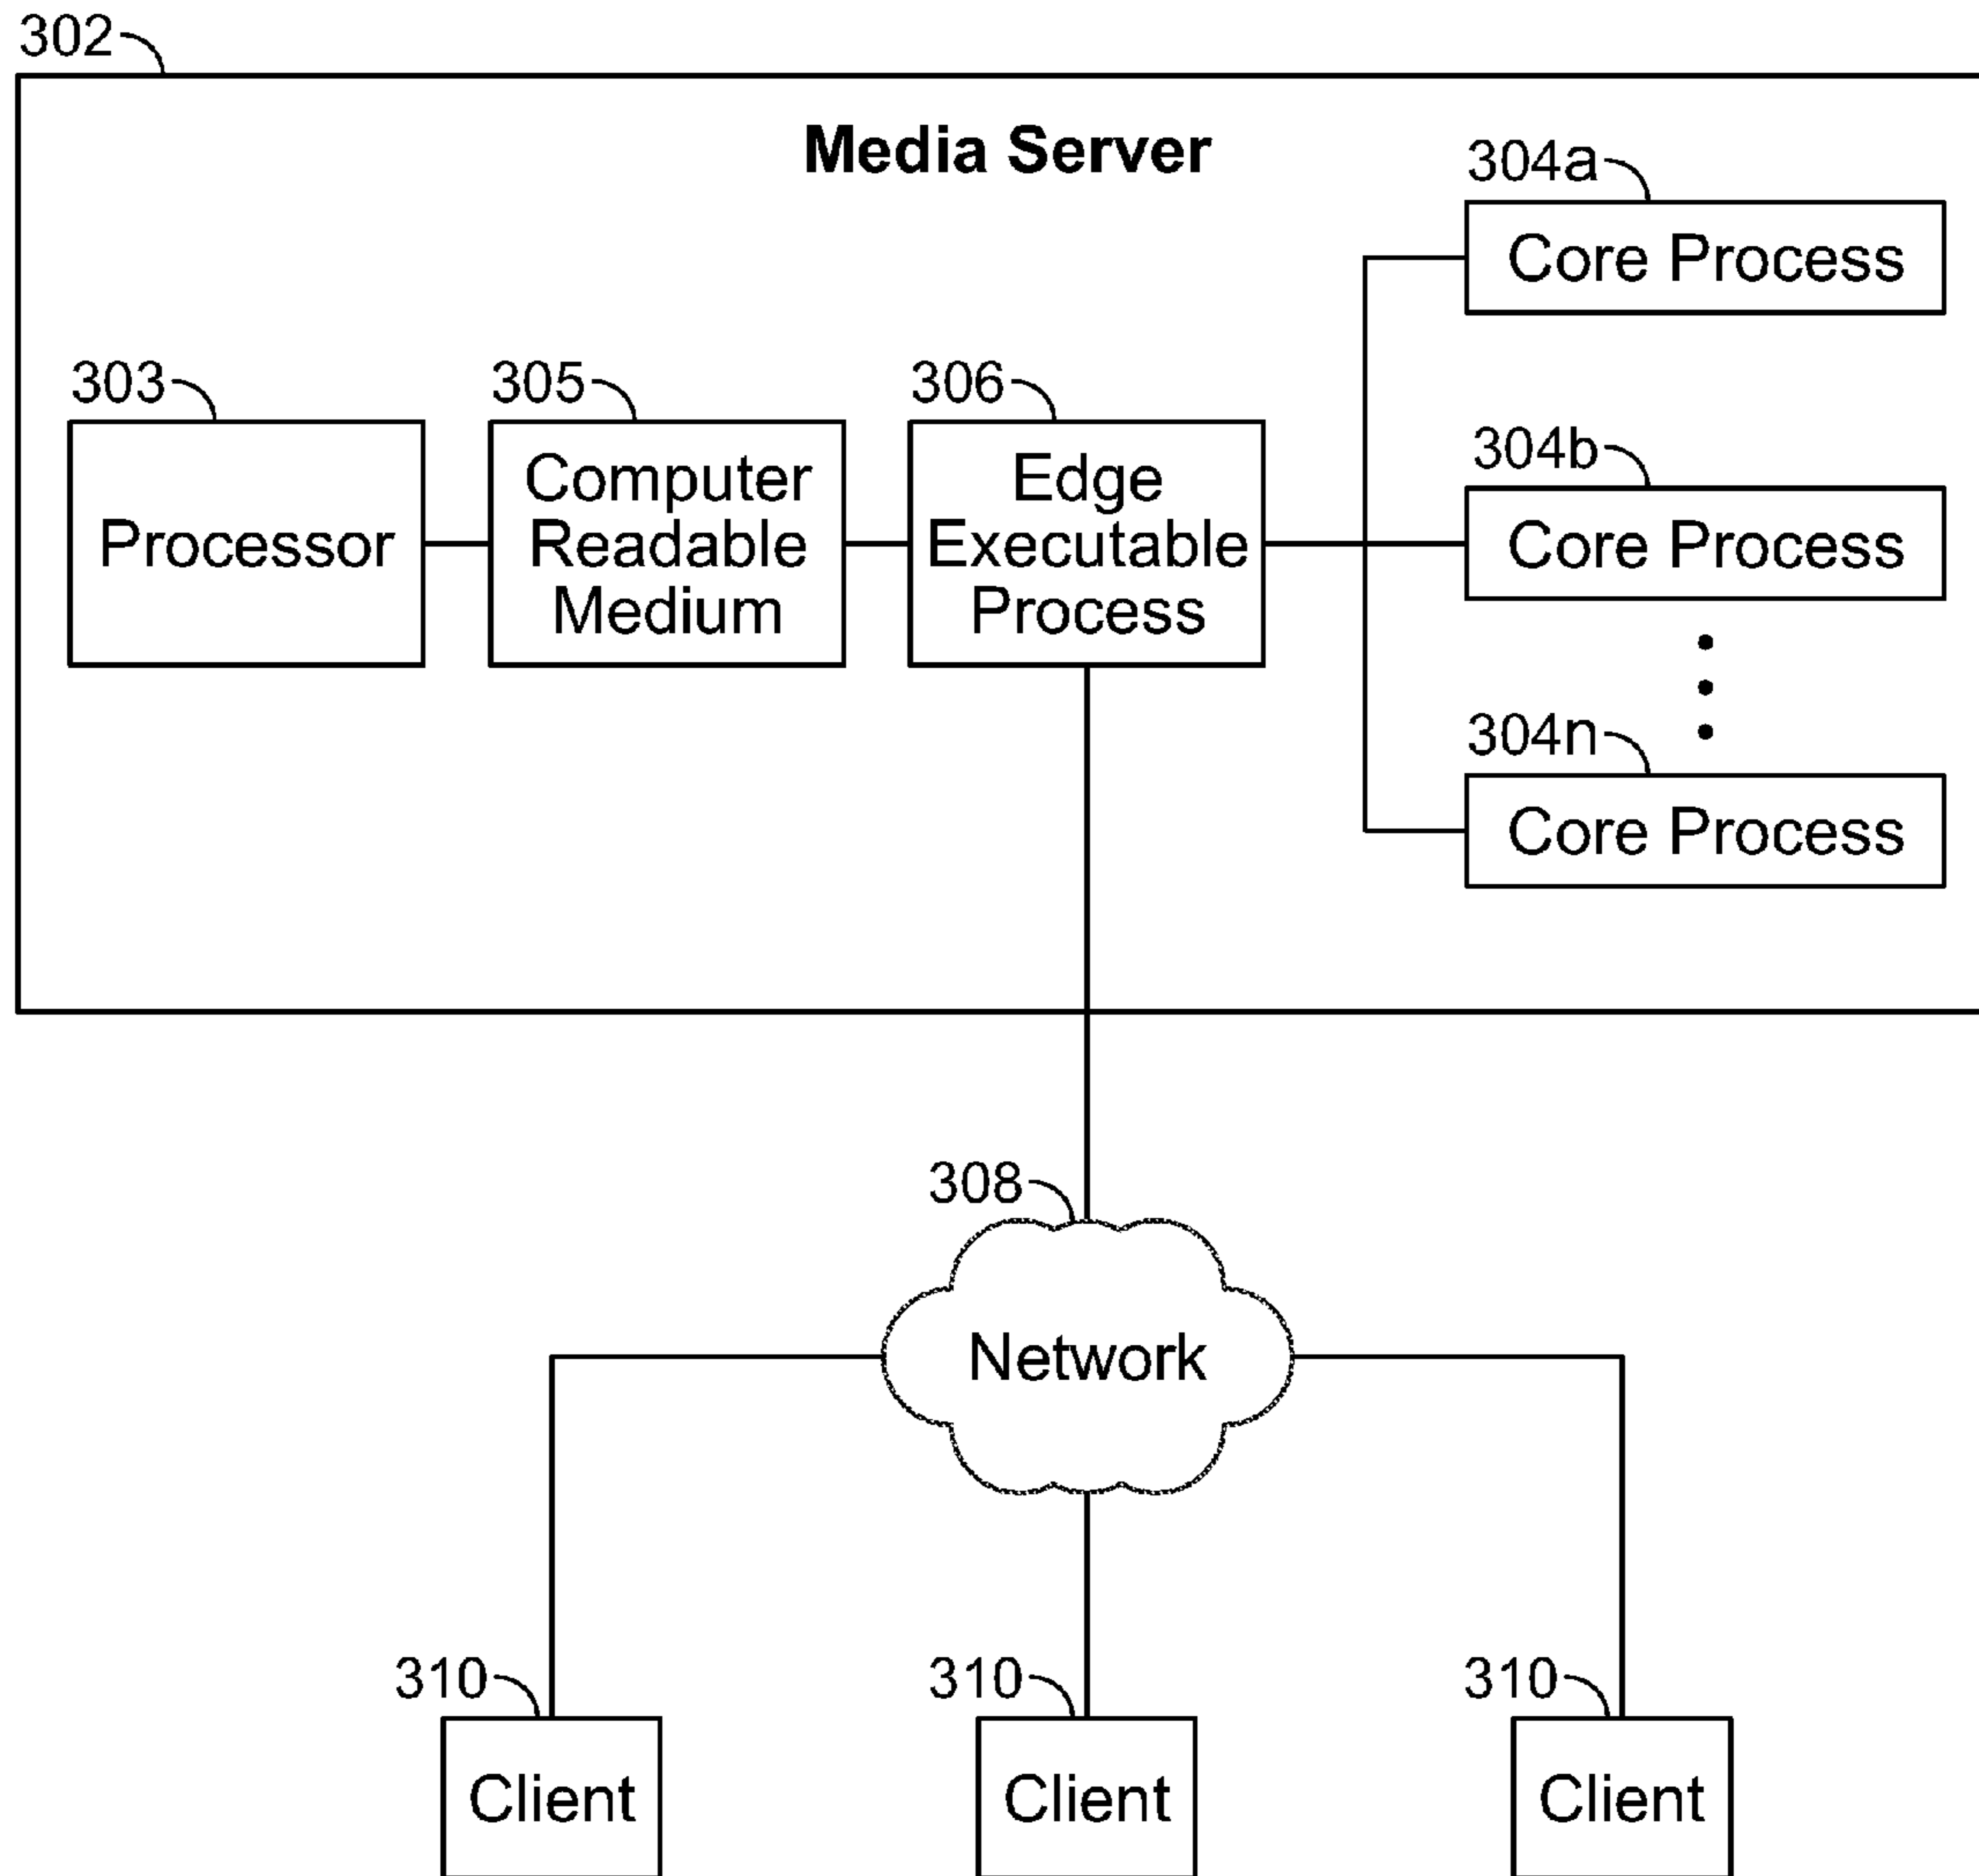 302
Media Server
304a
Core Process
303
305
306
304b
Processor
Computer
Readable
Medium
Edge
Executable
Process
Core Process
304n
Core Process
308
Network
310
310
310
Client
Client
Client